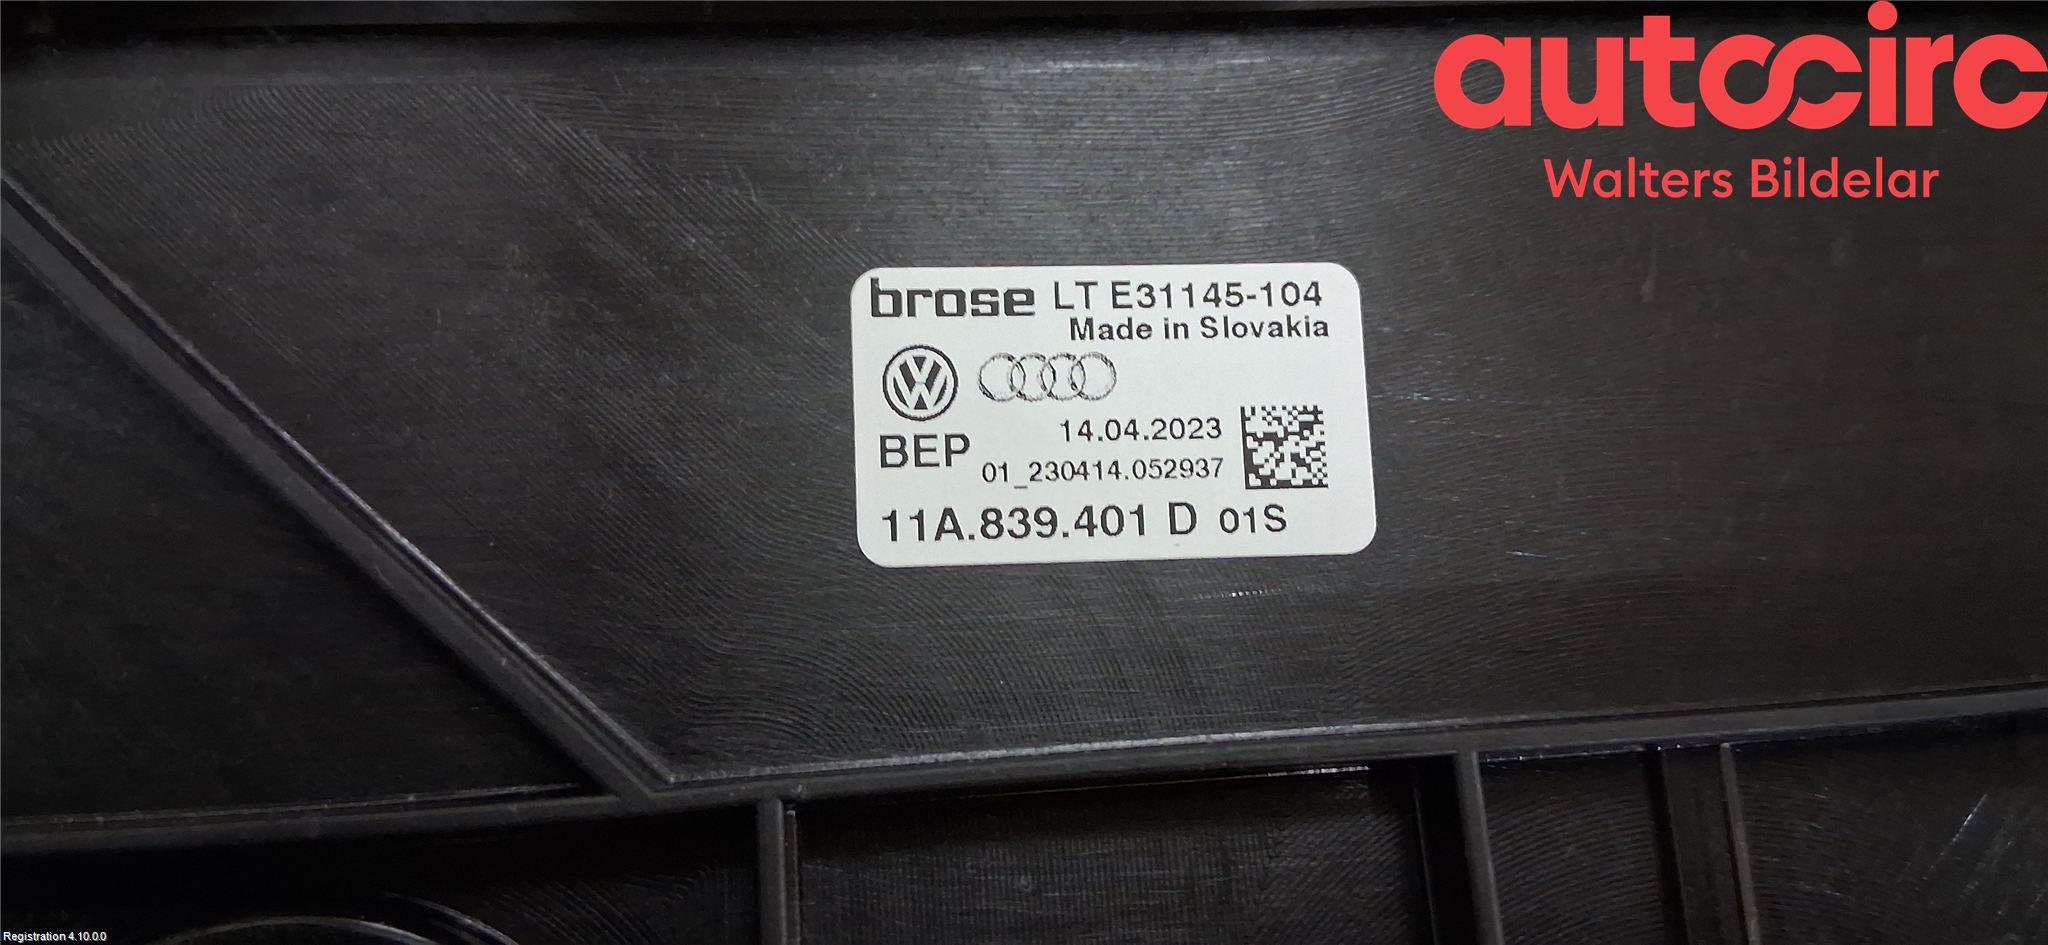 autocirc
Walters Bildelar
brose LT E31145-104
Made in Slovakia
BEP
14.04.2023
01_230414.052937
11A.839.401 D 01S
Registration 4.10.0.0